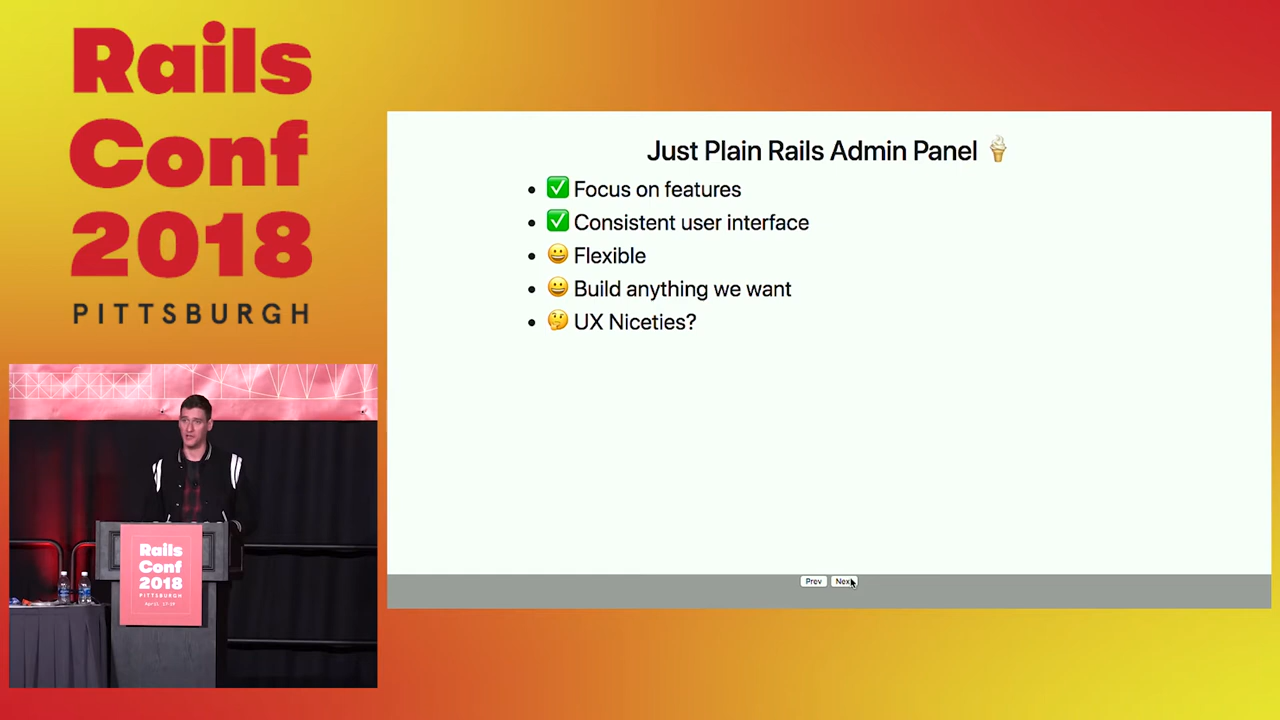 Rails
Conf
2018
PITTSBURGH
Just Plain Rails Admin Panel 🍦
• ✅ Focus on features
• ✅ Consistent user interface
• 😀 Flexible
• 😀 Build anything we want
• 🤔 UX Niceties?
Prev Next
Rails
Conf
2018
PITTSBURGH